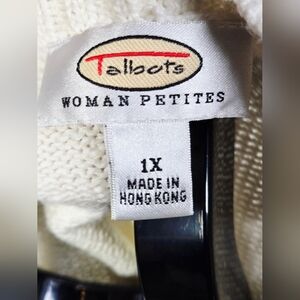 Talbots
WOMAN PETITES
1X
MADE IN
HONG KONG